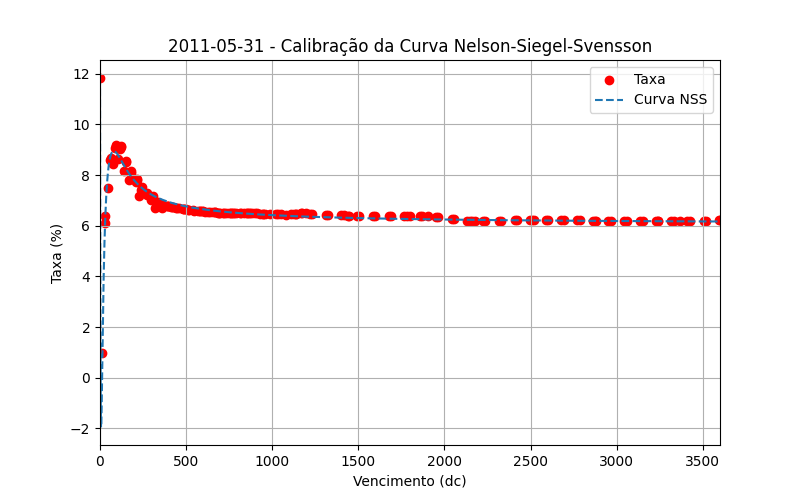 2011-05-31 - Calibração da Curva Nelson-Siegel-Svensson
Taxa
Curva NSS
Taxa (%)
12
10
8
6
4
2
0
−2
0 500 1000 1500 2000 2500 3000 3500
Vencimento (dc)